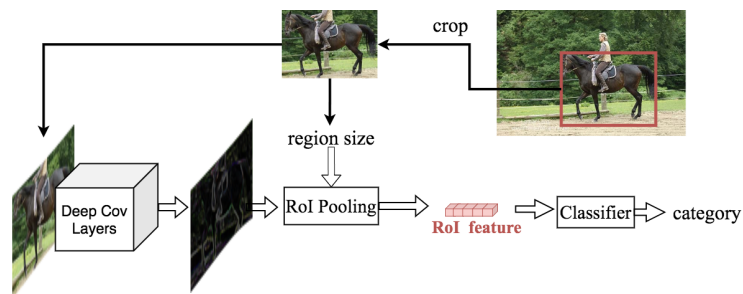 crop
region size
Deep Cov
Layers
RoI Pooling
RoI feature
Classifier
category